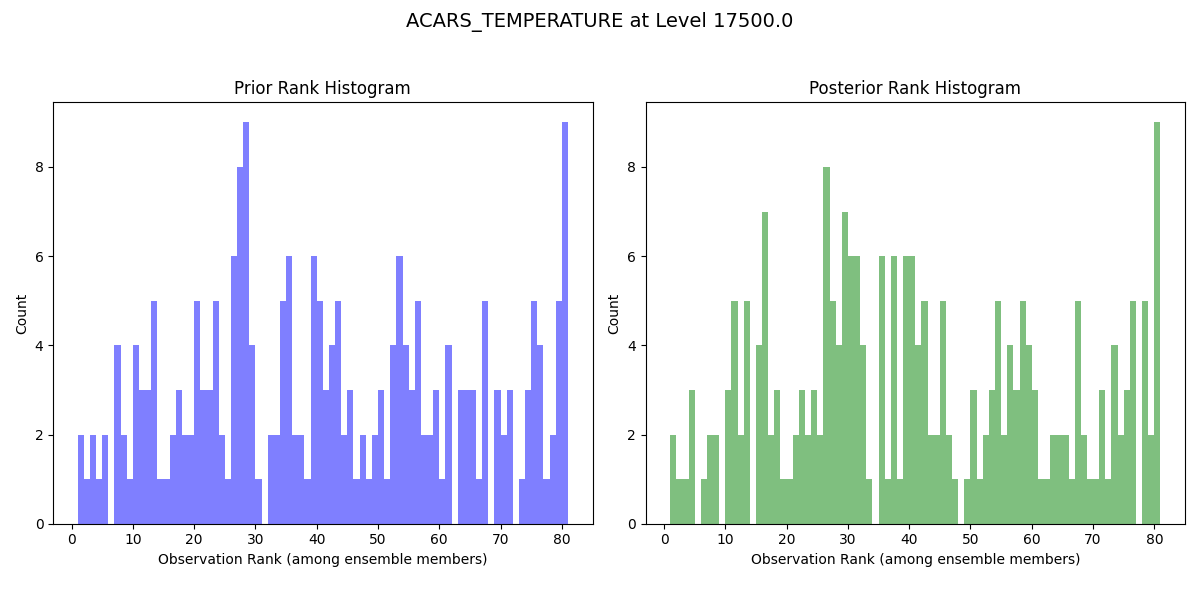 ACARS_TEMPERATURE at Level 17500.0
Prior Rank Histogram
Count
8
6
4
2
0
0 10 20 30 40 50 60 70 80
Observation Rank (among ensemble members)
Posterior Rank Histogram
Count
8
6
4
2
0
0 10 20 30 40 50 60 70 80
Observation Rank (among ensemble members)